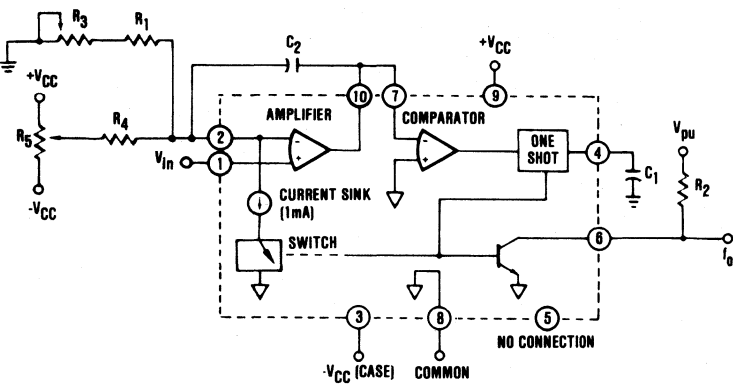 R3
R1
C2
+VCC
+VCC
10
7
9
AMPLIFIER
COMPARATOR
R5
R4
2
-
+
-
+
ONE
SHOT
4
Vpu
Vin
1
C1
R2
-VCC
CURRENT SINK
(1mA)
SWITCH
6
fo
3
8
5
NO CONNECTION
-VCC (CASE)
COMMON